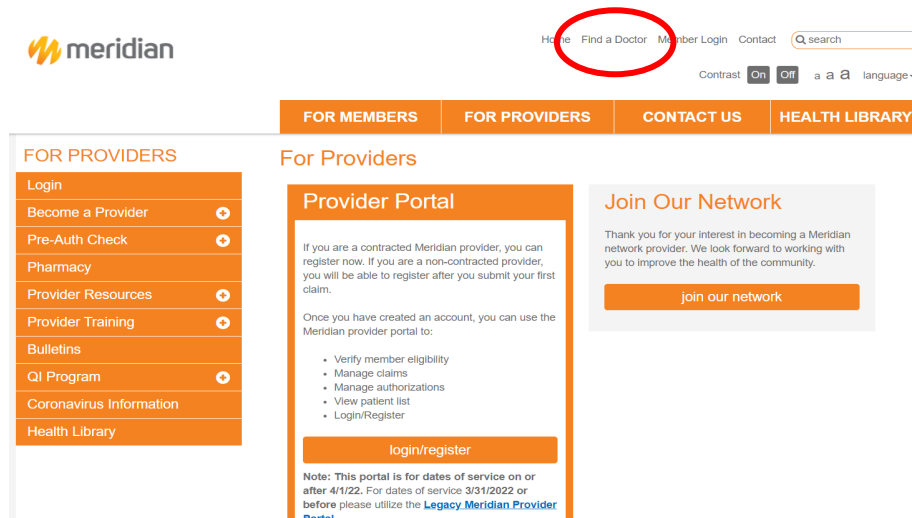 meridian
Home Find a Doctor Member Login Contact search
Contrast On Off a a a language
FOR MEMBERS FOR PROVIDERS CONTACT US HEALTH LIBRARY
FOR PROVIDERS
Login
Become a Provider
Pre-Auth Check
Pharmacy
Provider Resources
Provider Training
Bulletins
QI Program
Coronavirus Information
Health Library
For Providers
Provider Portal
If you are a contracted Meridian provider, you can
register now. If you are a non-contracted provider,
you will be able to register after you submit your first
claim.
Once you have created an account, you can use the
Meridian provider portal to:
• Verify member eligibility
• Manage claims
• Manage authorizations
• View patient list
• Login/Register
login/register
Note: This portal is for dates of service on or
after 4/1/22. For dates of service 3/31/2022 or
before please utilize the Legacy Meridian Provider
Portal
Join Our Network
Thank you for your interest in becoming a Meridian
network provider. We look forward to working with
you to improve the health of the community.
join our network